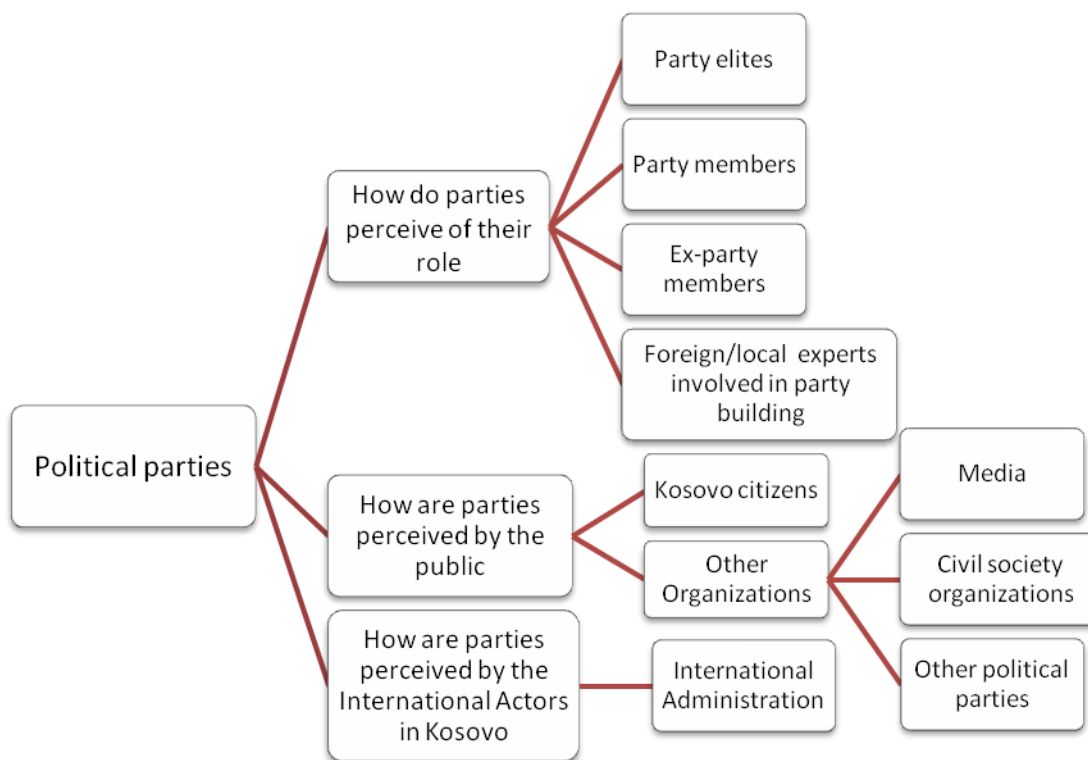 Political parties
How do parties
perceive of their
role
Party elites
Party members
Ex-party
members
Foreign/local experts
involved in party
building
How are parties
perceived by the
public
Kosovo citizens
Other
Organizations
Media
Civil society
organizations
Other political
parties
How are parties
perceived by the
International Actors
in Kosovo
International
Administration